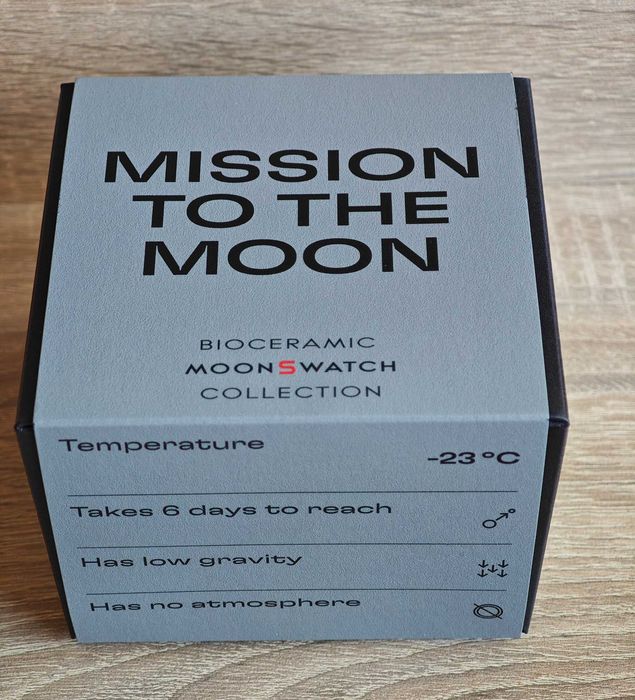 MISSION
TO THE
MOON
BIOCERAMIC
MOONSWATCH
COLLECTION
Temperature -23°C
Takes 6 days to reach
Has low gravity
Has no atmosphere